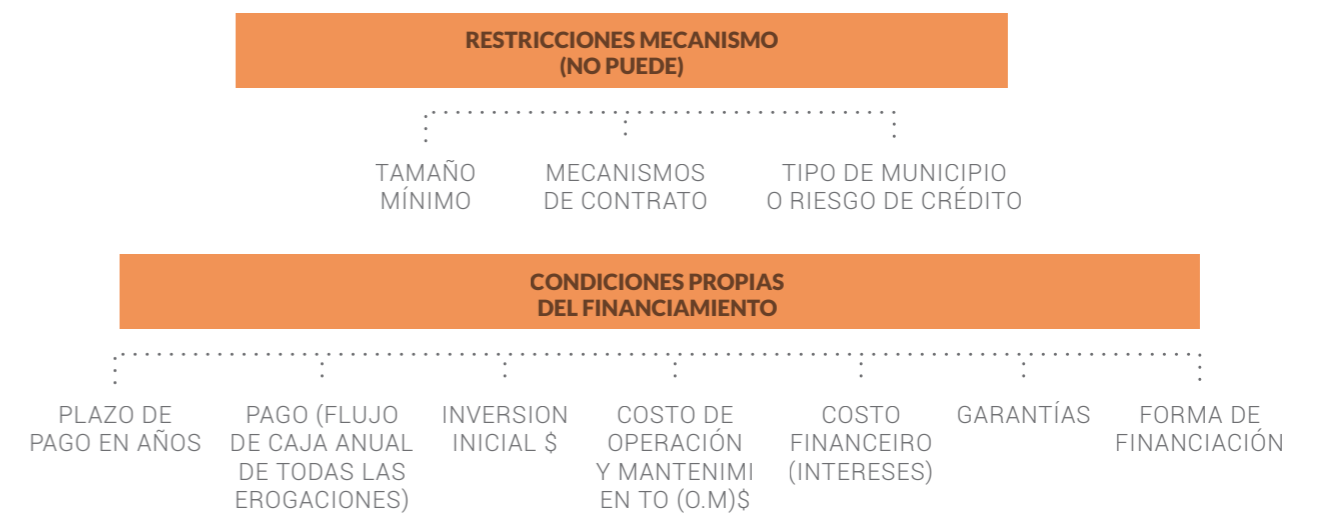 RESTRICCIONES MECANISMO
(NO PUEDE)
TAMAÑO
MÍNIMO
MECANISMOS
DE CONTRATO
TIPO DE MUNICIPIO
O RIESGO DE CRÉDITO
CONDICIONES PROPIAS
DEL FINANCIAMIENTO
PLAZO DE
PAGO EN AÑOS
PAGO (FLUJO
DE CAJA ANUAL
DE TODAS LAS
EROGACIONES)
INVERSION
INICIAL $
COSTO DE
OPERACIÓN
Y MANTENIMI
EN TO (O.M)$
COSTO
FINANCEIRO
(INTERESES)
GARANTÍAS
FORMA DE
FINANCIACIÓN